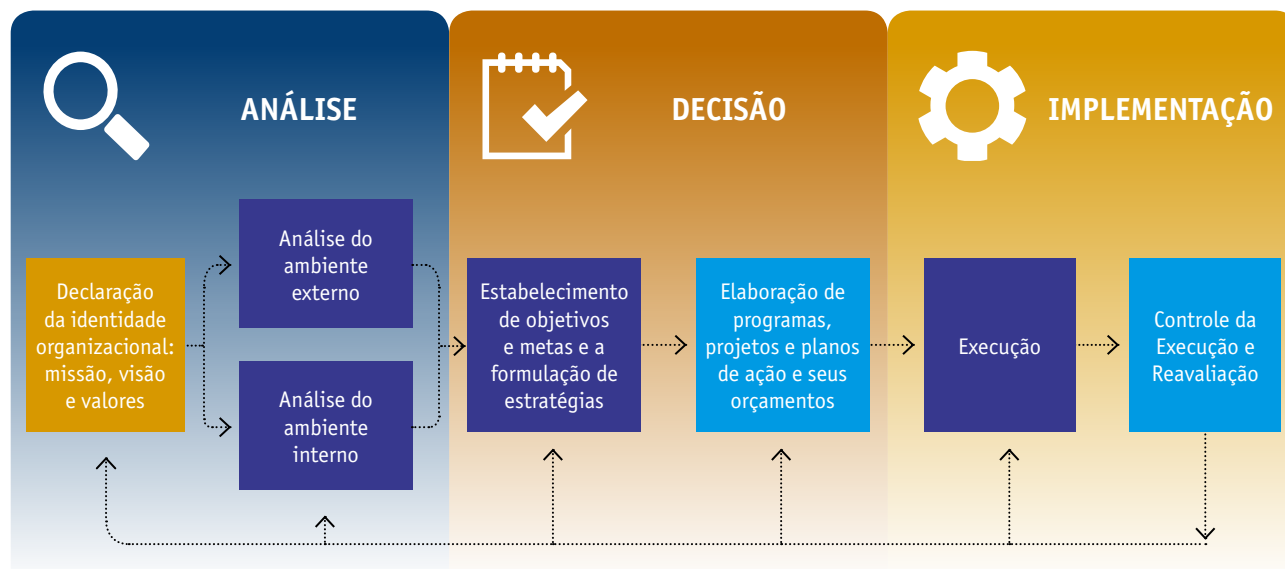 ANÁLISE
DECISÃO
IMPLEMENTAÇÃO
Declaração
da identidade
organizacional:
missão, visão
e valores
Análise do
ambiente
externo
Análise do
ambiente
interno
Estabelecimento
de objetivos
e metas e a
formulação de
estratégias
Elaboração de
programas,
projetos e planos
de ação e seus
orçamentos
Execução
Controle da
Execução e
Reavaliação